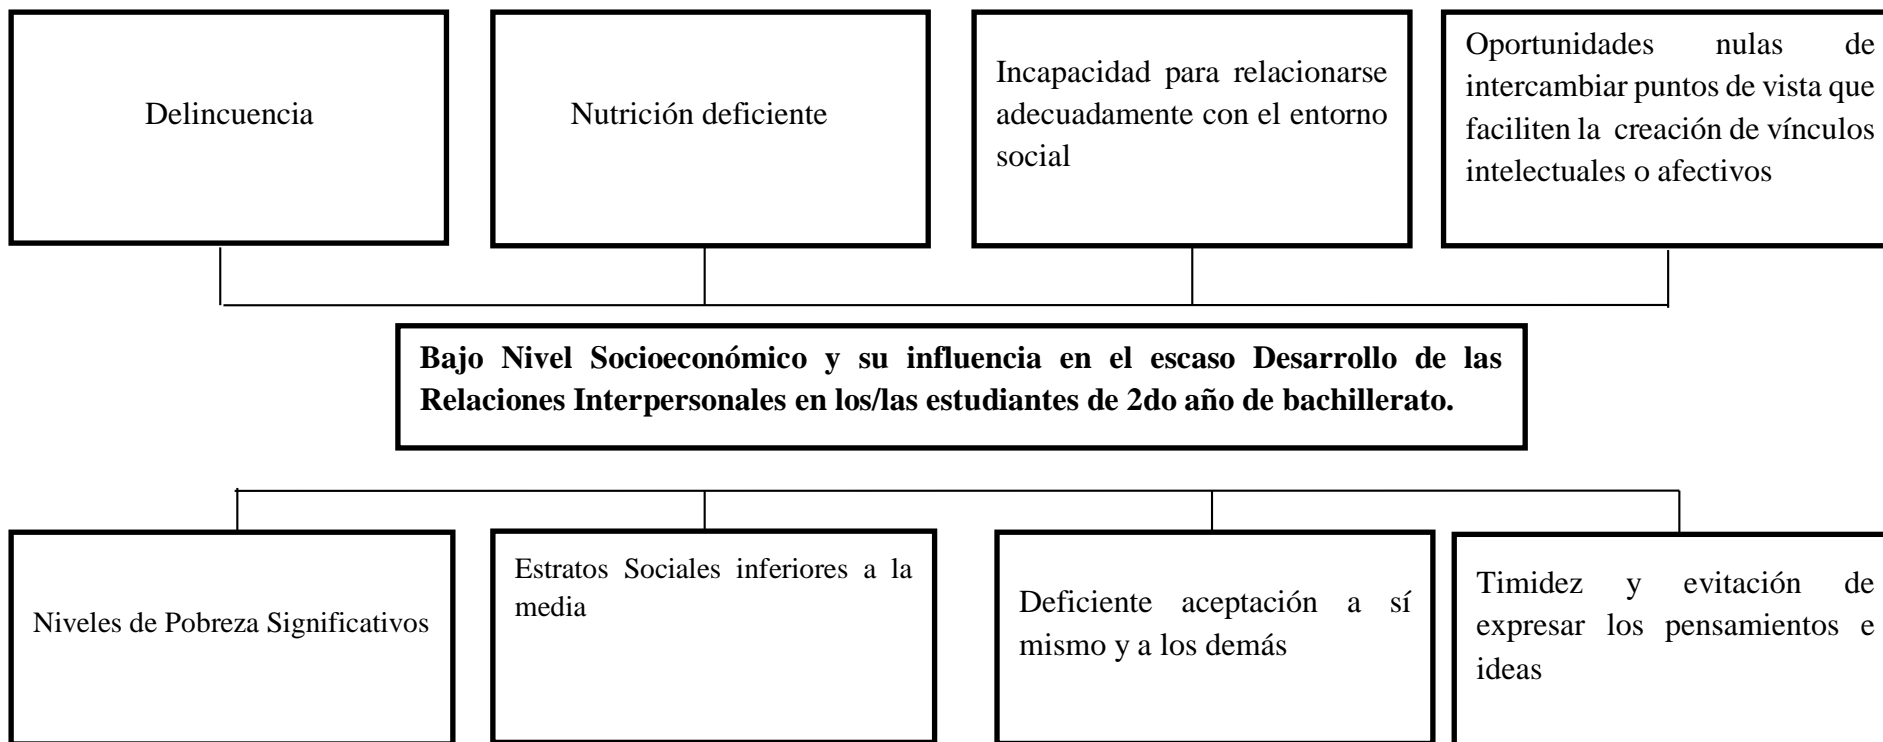 Delincuencia
Nutrición deficiente
Incapacidad para relacionarse
adecuadamente con el entorno
social
Oportunidades nulas de
intercambiar puntos de vista que
faciliten la creación de vínculos
intelectuales o afectivos
Bajo Nivel Socioeconómico y su influencia en el escaso Desarrollo de las
Relaciones Interpersonales en los/las estudiantes de 2do año de bachillerato.
Niveles de Pobreza Significativos
Estratos Sociales inferiores a la
media
Deficiente aceptación a sí
mismo y a los demás
Timidez y evitación de
expresar los pensamientos e
ideas